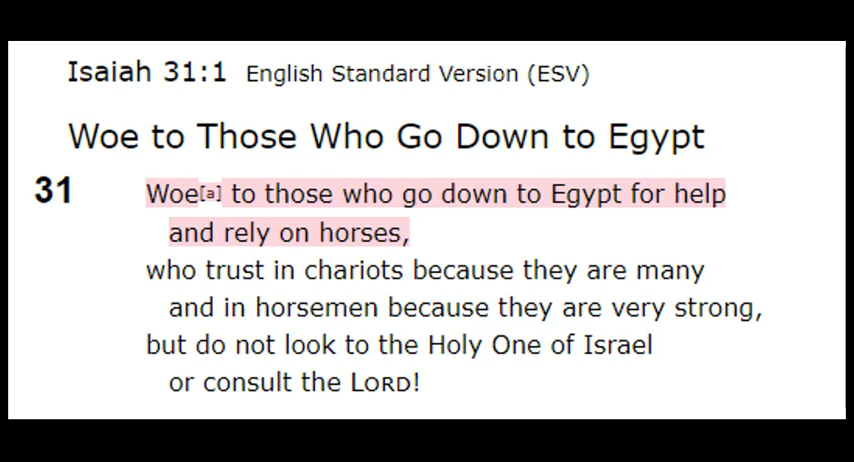 Isaiah 31:1 English Standard Version (ESV)
Woe to Those Who Go Down to Egypt
31 Woe[a] to those who go down to Egypt for help
and rely on horses,
who trust in chariots because they are many
and in horsemen because they are very strong,
but do not look to the Holy One of Israel
or consult the LORD!